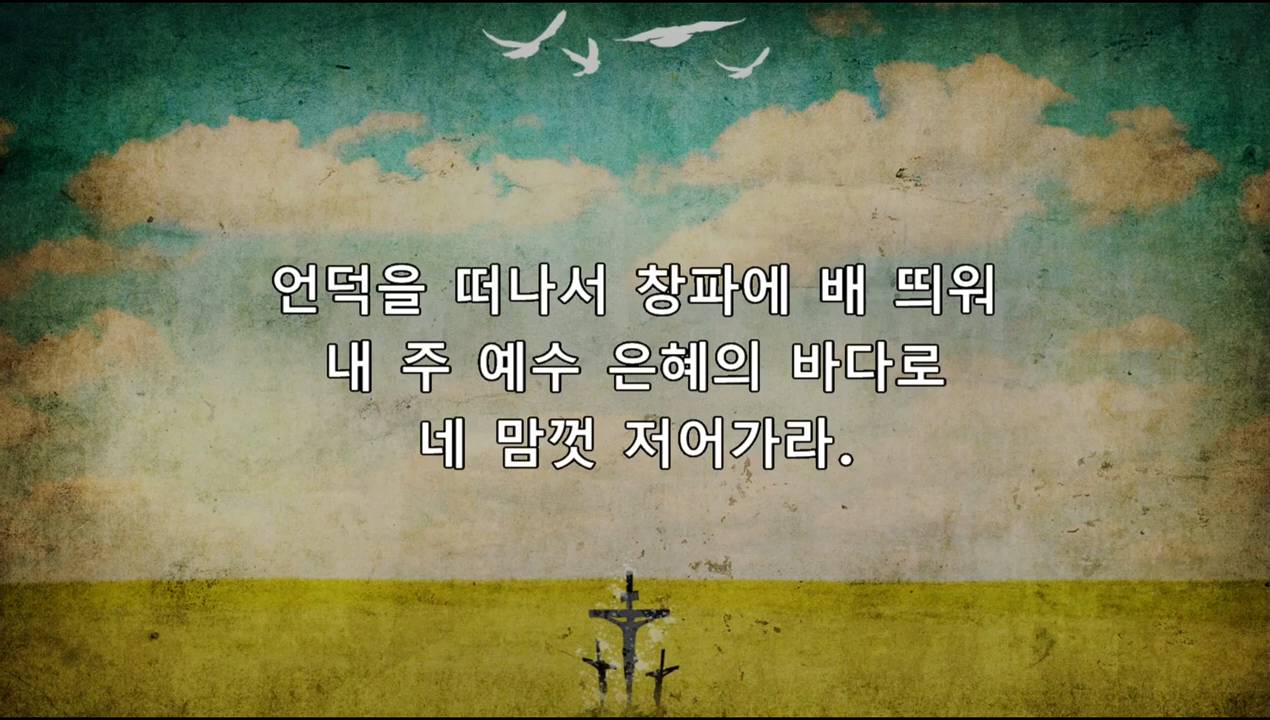 언덕을 떠나서 창파에 배 띄워
내 주 예수 은혜의 바다로
네 맘껏 저어가라.